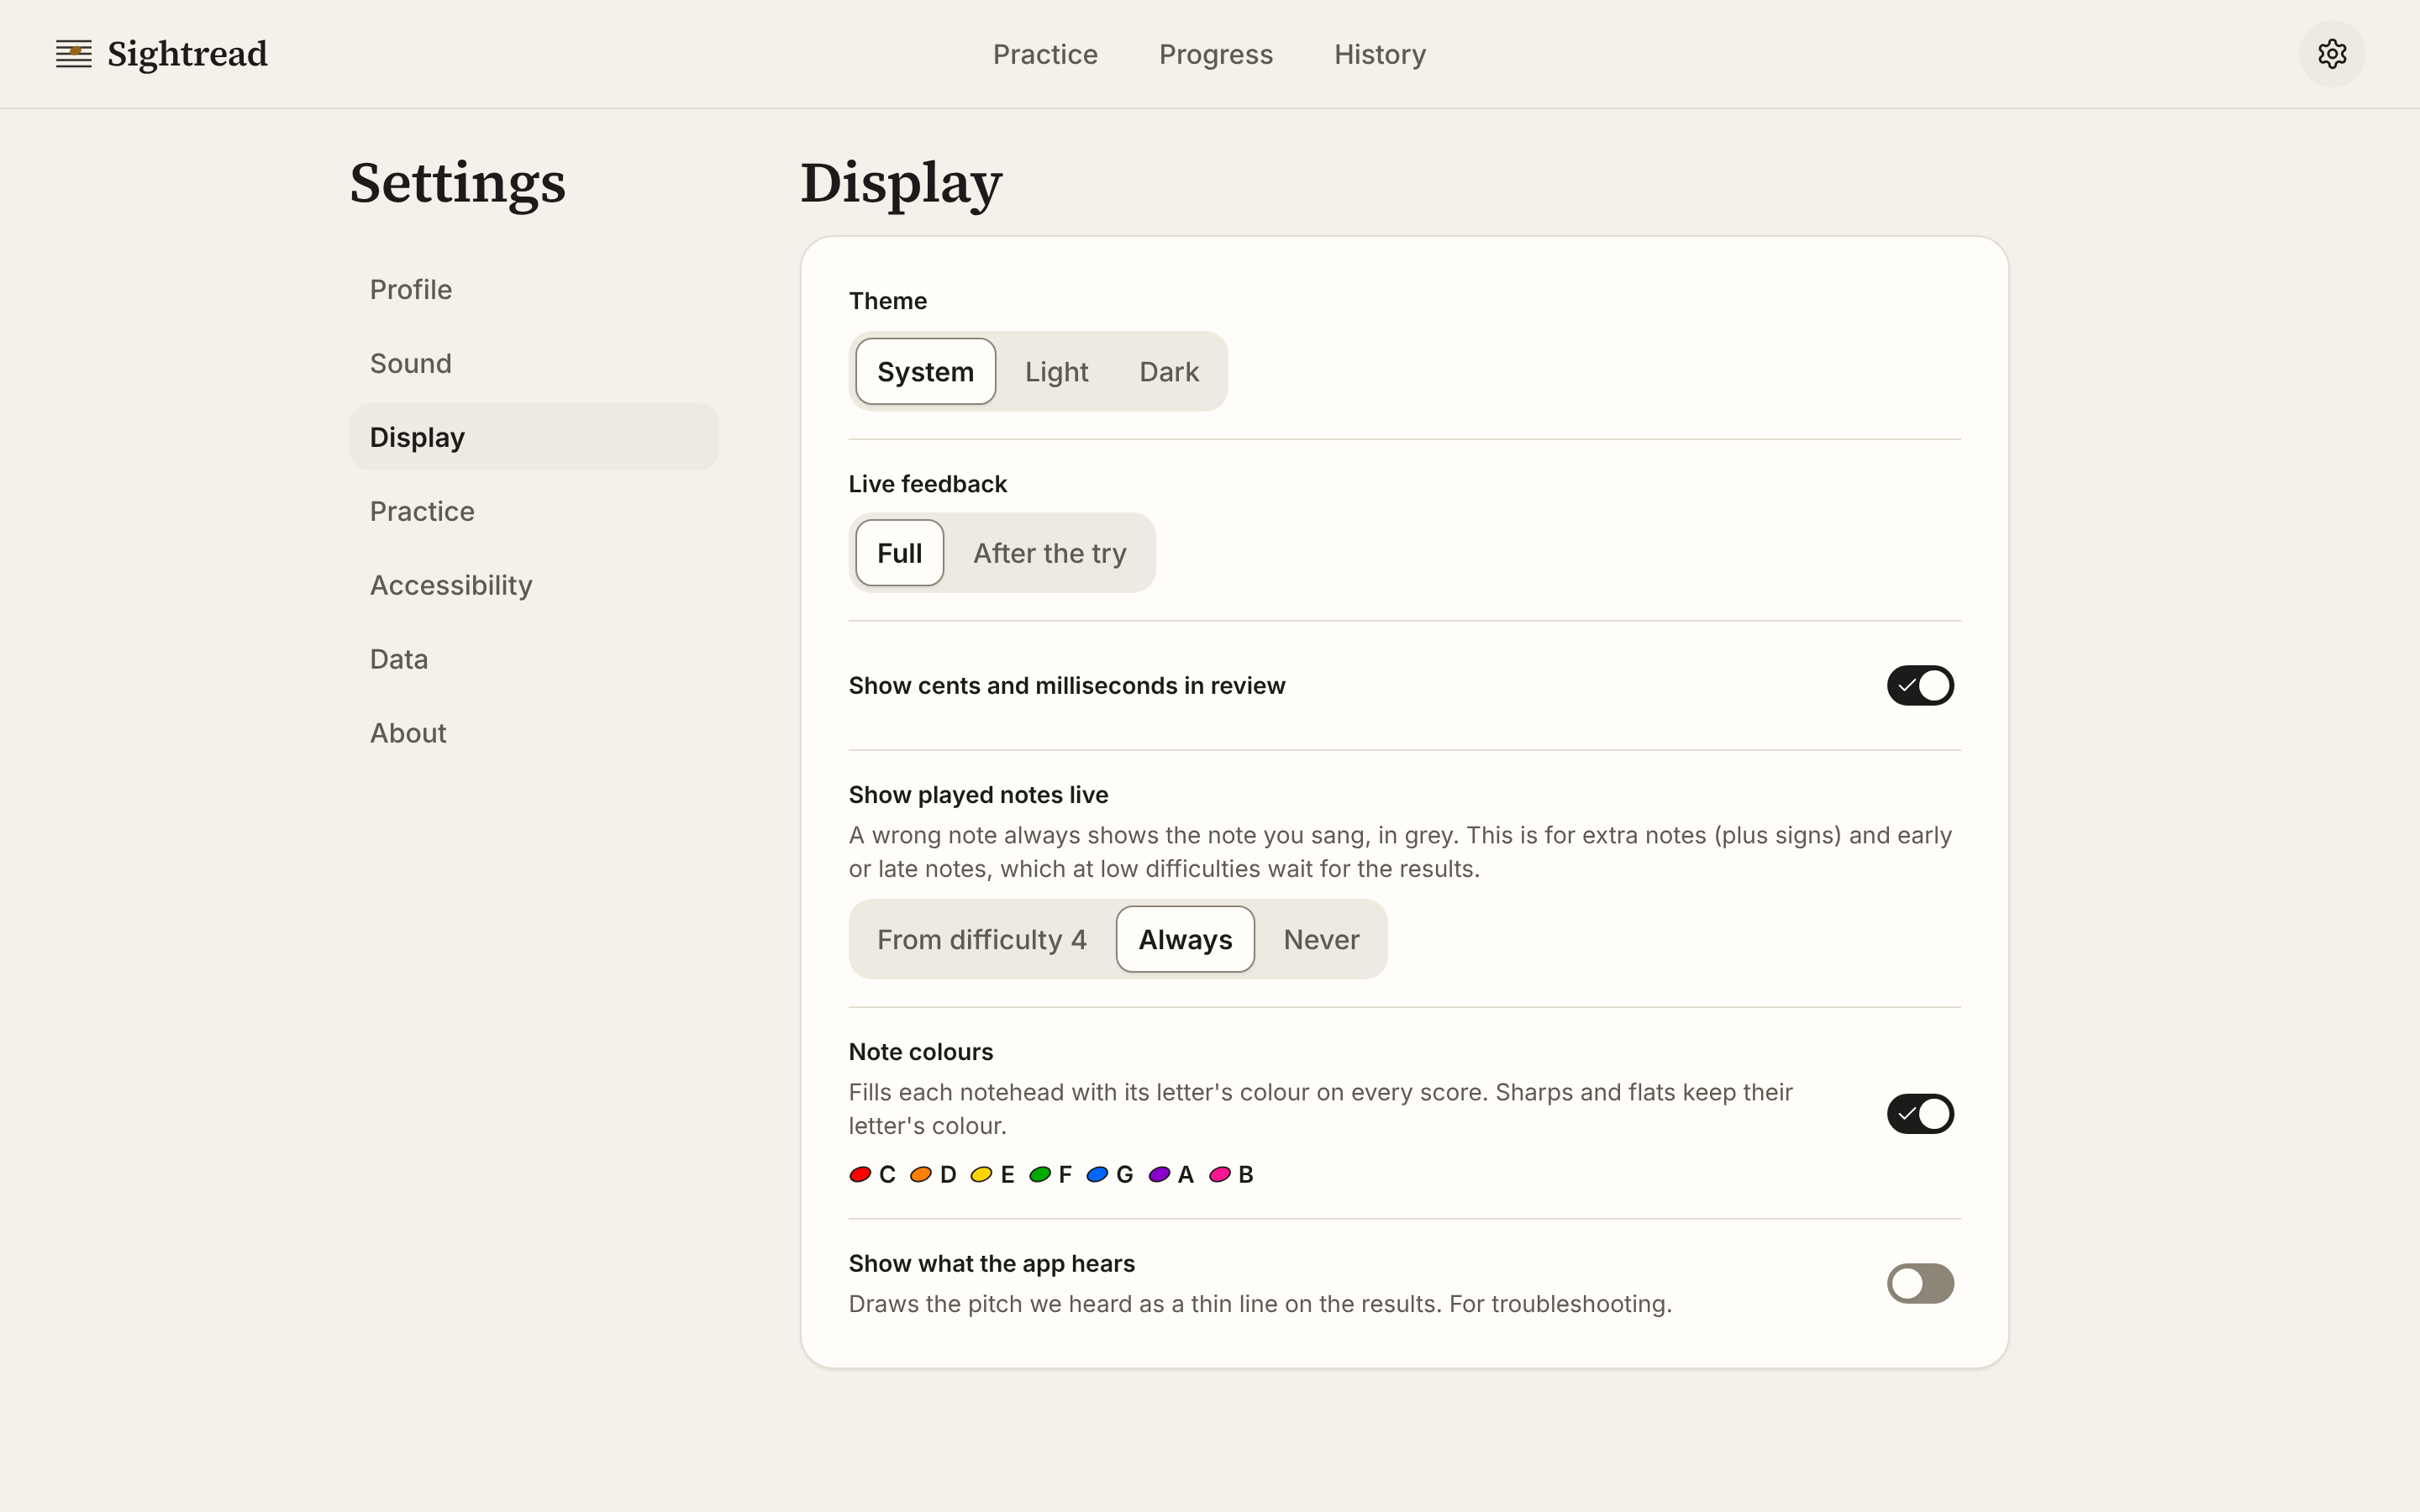 Sightread
Practice
Progress
History
Settings
Profile
Sound
Display
Practice
Accessibility
Data
About
Display
Theme
System
Light
Dark
Live feedback
Full
After the try
Show cents and milliseconds in review
Show played notes live
A wrong note always shows the note you sang, in grey. This is for extra notes (plus signs) and early
or late notes, which at low difficulties wait for the results.
From difficulty 4
Always
Never
Note colours
Fills each notehead with its letter's colour on every score. Sharps and flats keep their
letter's colour.
C D E F G A B
Show what the app hears
Draws the pitch we heard as a thin line on the results. For troubleshooting.